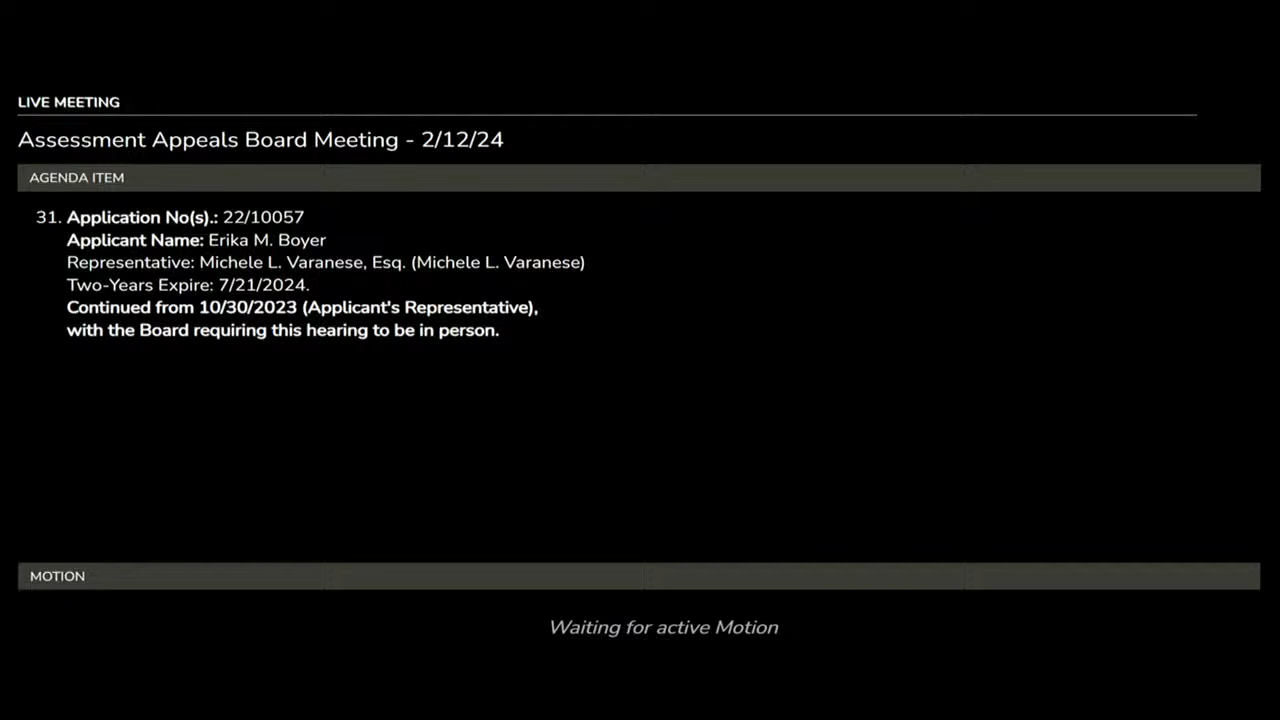 LIVE MEETING
Assessment Appeals Board Meeting - 2/12/24
AGENDA ITEM
31. Application No(s).: 22/10057
Applicant Name: Erika M. Boyer
Representative: Michele L. Varanese, Esq. (Michele L. Varanese)
Two-Years Expire: 7/21/2024.
Continued from 10/30/2023 (Applicant's Representative),
with the Board requiring this hearing to be in person.
MOTION
Waiting for active Motion